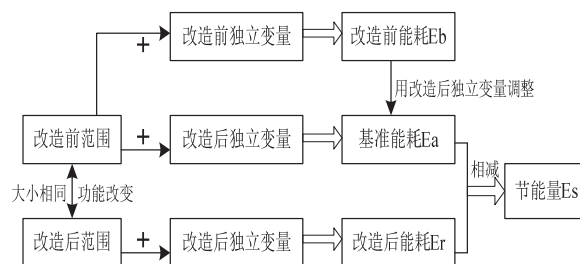 +
改造前独立变量
改造前能耗Eb
用改造后独立变量调整
改造前范围
+
改造后独立变量
基准能耗Ea
相减
节能量Es
大小相同
功能改变
改造后范围
+
改造后独立变量
改造后能耗Er